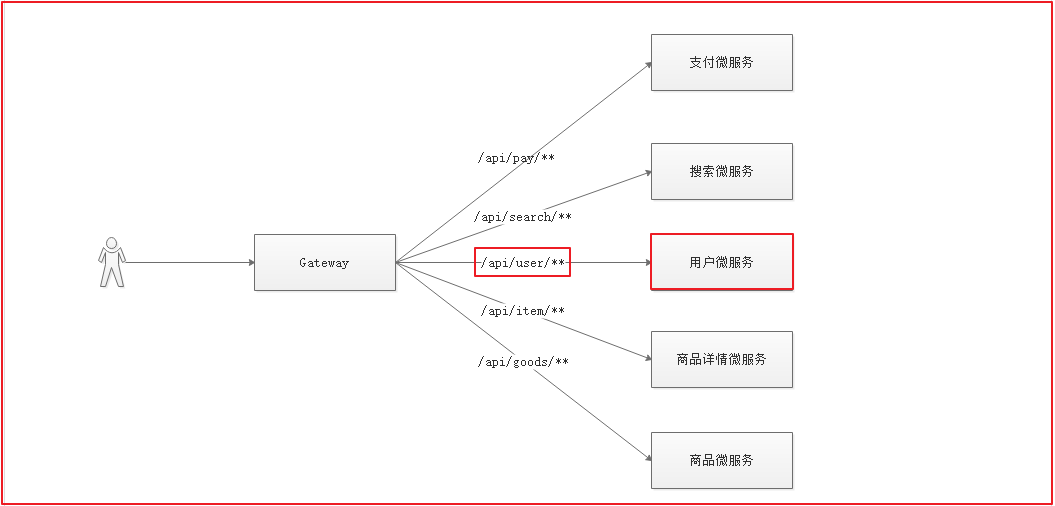 支付微服务
/api/pay/**
搜索微服务
/api/search/**
Gateway
/api/user/**
用户微服务
/api/item/**
商品详情微服务
/api/goods/**
商品微服务